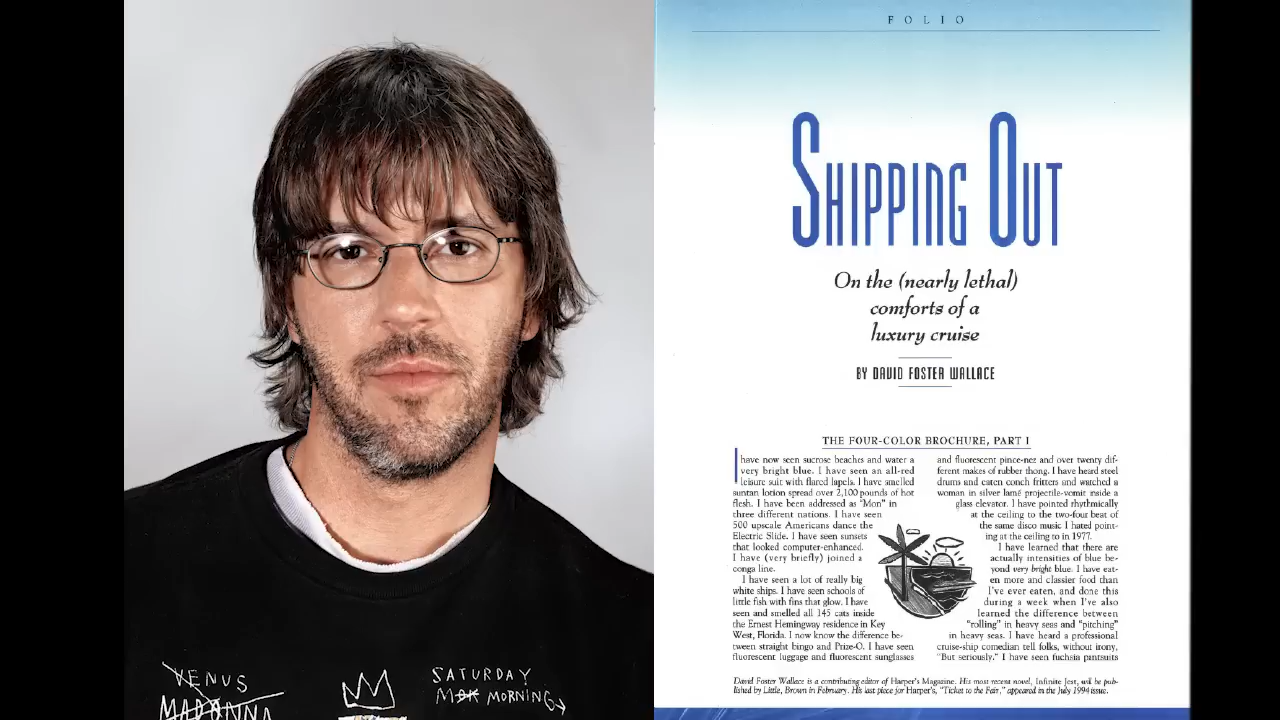 VENUS
MADONNA
SATURDAY
MORNING
FOLIO
SHIPPING OUT
On the (nearly lethal)
comforts of a
luxury cruise
BY DAVID FOSTER WALLACE
THE FOUR-COLOR BROCHURE, PART I
I have now seen sucrose beaches and water a
very bright blue. I have seen an all-red
leisure suit with flared lapels. I have smelled
suntan lotion spread over 2,100 pounds of hot
flesh. I have been addressed as "Mon" in
three different nations. I have seen
500 upscale Americans dance the
Electric Slide. I have seen sunsets
that looked computer-enhanced.
I have (very briefly) joined a
conga line.
I have seen a lot of really big
white ships. I have seen schools of
little fish with fins that glow. I have
seen and smelled all 145 cats inside
the Ernest Hemingway residence in Key
West, Florida. I now know the difference be-
tween straight bingo and Prize-O. I have seen
fluorescent luggage and fluorescent sunglasses
and fluorescent pince-nez and over twenty dif-
ferent makes of rubber thong. I have heard steel
drums and eaten conch fritters and watched a
woman in silver lamé projectile-vomit inside a
glass elevator. I have pointed rhythmically
at the ceiling to the two-four beat of
the same disco music I hated point-
ing at the ceiling to in 1977.
I have learned that there are
actually intensities of blue be-
yond very bright blue. I have eat-
en more and classier food than
I've ever eaten, and done this
during a week when I've also
learned the difference between
"rolling" in heavy seas and "pitching"
in heavy seas. I have heard a professional
cruise-ship comedian tell folks, without irony,
"But seriously." I have seen fuchsia pantsuits
David Foster Wallace is a contributing editor of Harper's Magazine. His most recent novel, Infinite Jest, will be pub-
lished by Little, Brown in February. His last piece for Harper's, "Ticket to the Fair," appeared in the July 1994 issue.